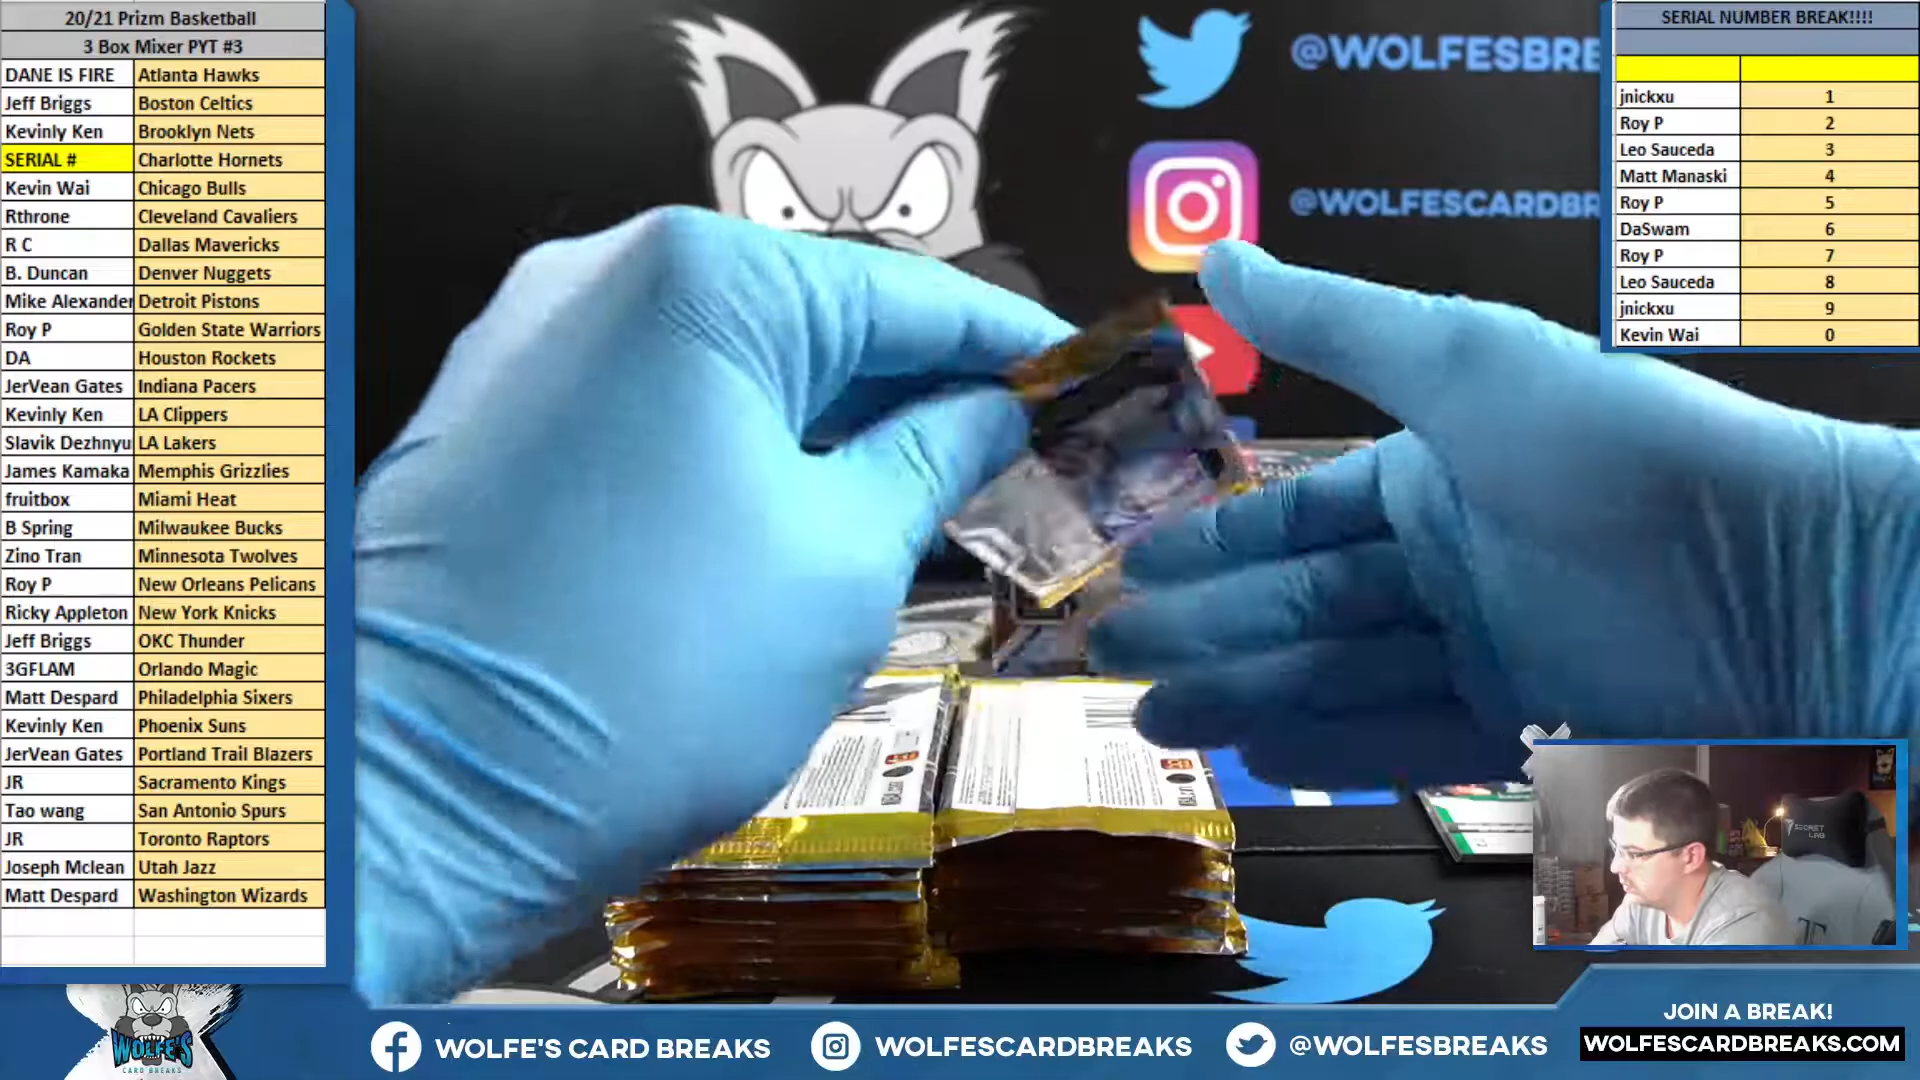 20/21 Prizm Basketball
3 Box Mixer PYT #3
DANE IS FIRE Atlanta Hawks
Jeff Briggs Boston Celtics
Kevinly Ken Brooklyn Nets
SERIAL # Charlotte Hornets
Kevin Wai Chicago Bulls
Rthrone Cleveland Cavaliers
R C Dallas Mavericks
B. Duncan Denver Nuggets
Mike Alexander Detroit Pistons
Roy P Golden State Warriors
DA Houston Rockets
JerVean Gates Indiana Pacers
Kevinly Ken LA Clippers
Slavik Dezhnyu LA Lakers
James Kamaka Memphis Grizzlies
fruitbox Miami Heat
B Spring Milwaukee Bucks
Zino Tran Minnesota Twolves
Roy P New Orleans Pelicans
Ricky Appleton New York Knicks
Jeff Briggs OKC Thunder
3GFLAM Orlando Magic
Matt Despard Philadelphia Sixers
Kevinly Ken Phoenix Suns
JerVean Gates Portland Trail Blazers
JR Sacramento Kings
Tao wang San Antonio Spurs
JR Toronto Raptors
Joseph Mclean Utah Jazz
Matt Despard Washington Wizards
@WOLFESBRE
@WOLFESCARDBR
SERIAL NUMBER BREAK!!!!
jnickxu 1
Roy P 2
Leo Sauceda 3
Matt Manaski 4
Roy P 5
DaSwam 6
Roy P 7
Leo Sauceda 8
jnickxu 9
Kevin Wai 0
SECRET LAB
WOLFE'S
CARD BREAKS
WOLFE'S CARD BREAKS
WOLFESCARDBREAKS
@WOLFESBREAKS
JOIN A BREAK!
WOLFESCARDBREAKS.COM